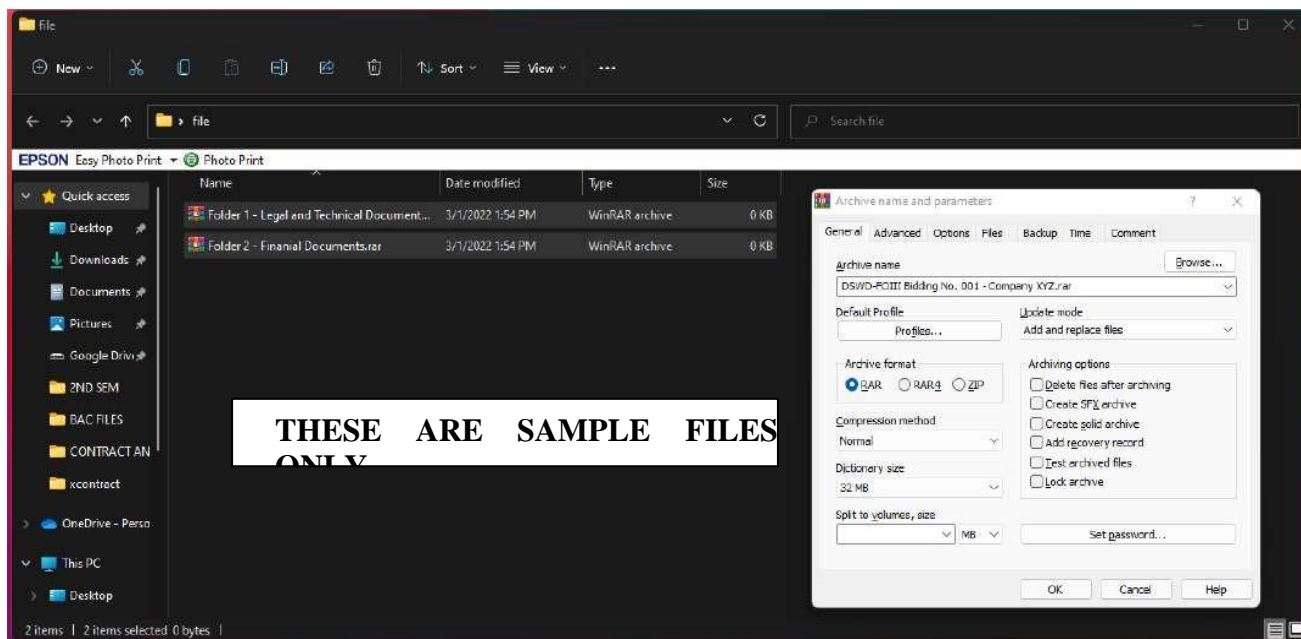 file
New
Sort
View
file
Search file
EPSON Easy Photo Print
Photo Print
Name Date modified Type Size
Quick access
Desktop
Downloads
Documents
Pictures
Google Driv
2ND SEM
BAC FILES
CONTRACT AN
xcontract
OneDrive - Perso
This PC
Desktop
Folder 1 - Legal and Technical Document... 3/1/2022 1:54 PM WinRAR archive 0 KB
Folder 2 - Finanial Documents.rar 3/1/2022 1:54 PM WinRAR archive 0 KB
THESE ARE SAMPLE FILES
ONLY
Archive name and parameters
General Advanced Options Files Backup Time Comment
Archive name
Browse...
DSWD-FOIII Bidding No. 001 - Company XYZ.rar
Default Profile
Profiles...
Update mode
Add and replace files
Archive format
RAR RAR4 ZIP
Compression method
Normal
Dictionary size
32 MB
Split to volumes, size
MB
Archiving options
Delete files after archiving
Create SFX archive
Create solid archive
Add recovery record
Test archived files
Lock archive
Set password...
OK Cancel Help
2 items 2 items selected 0 bytes